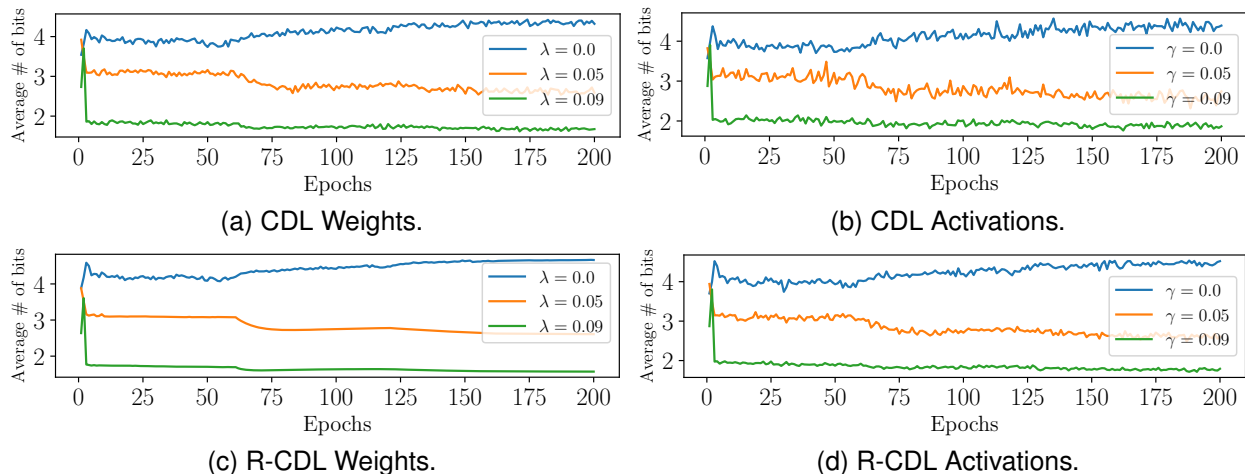 Average # of bits
4
3
2
λ = 0.0
λ = 0.05
λ = 0.09
0 25 50 75 100 125 150 175 200
Epochs
(a) CDL Weights.
Average # of bits
4
3
2
γ = 0.0
γ = 0.05
γ = 0.09
0 25 50 75 100 125 150 175 200
Epochs
(b) CDL Activations.
Average # of bits
4
3
2
λ = 0.0
λ = 0.05
λ = 0.09
0 25 50 75 100 125 150 175 200
Epochs
(c) R-CDL Weights.
Average # of bits
4
3
2
γ = 0.0
γ = 0.05
γ = 0.09
0 25 50 75 100 125 150 175 200
Epochs
(d) R-CDL Activations.